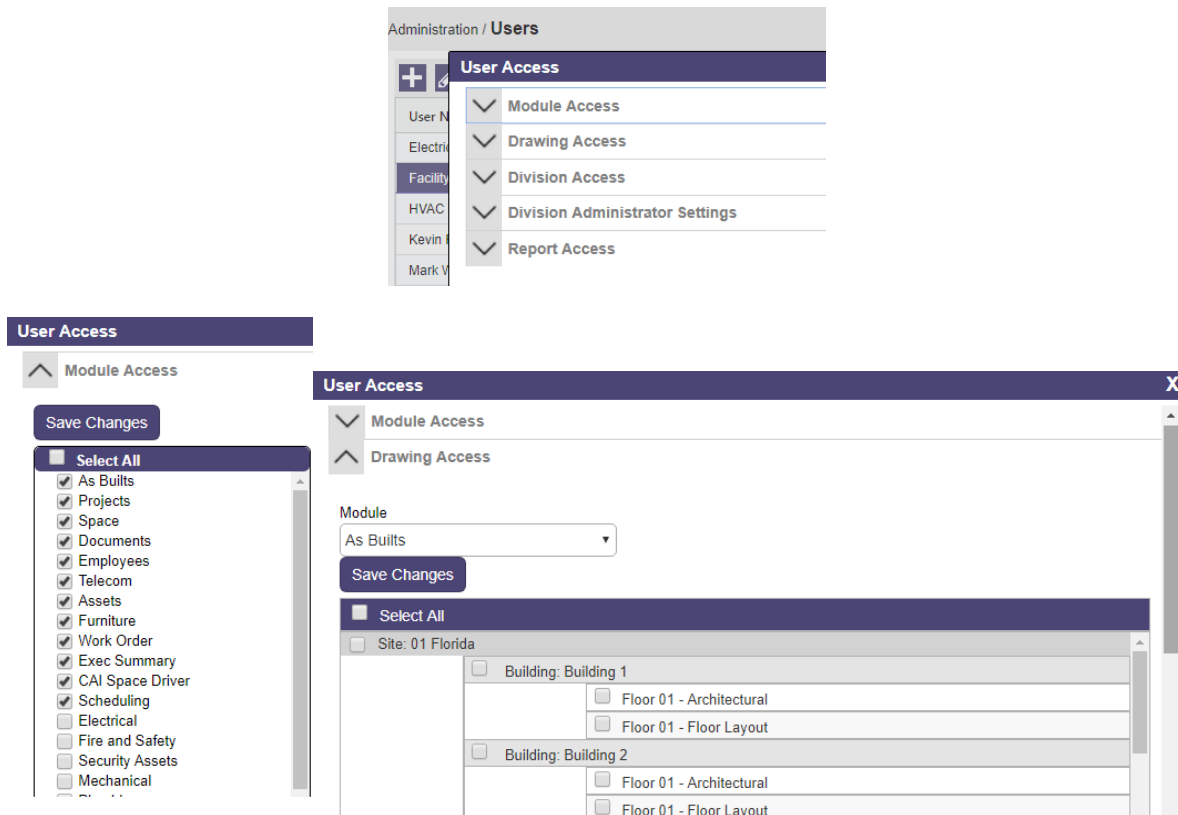 Administration / Users
User Access
User N
Module Access
Electric
Drawing Access
Facility
Division Access
HVAC
Division Administrator Settings
Kevin
Report Access
Mark W
User Access
Module Access
Save Changes
Select All
As Builts
Projects
Space
Documents
Employees
Telecom
Assets
Furniture
Work Order
Exec Summary
CAI Space Driver
Scheduling
Electrical
Fire and Safety
Security Assets
Mechanical
User Access X
Module Access
Drawing Access
Module
As Builts
Save Changes
Select All
Site: 01 Florida
Building: Building 1
Floor 01 - Architectural
Floor 01 - Floor Layout
Building: Building 2
Floor 01 - Architectural
Floor 01 - Floor Layout